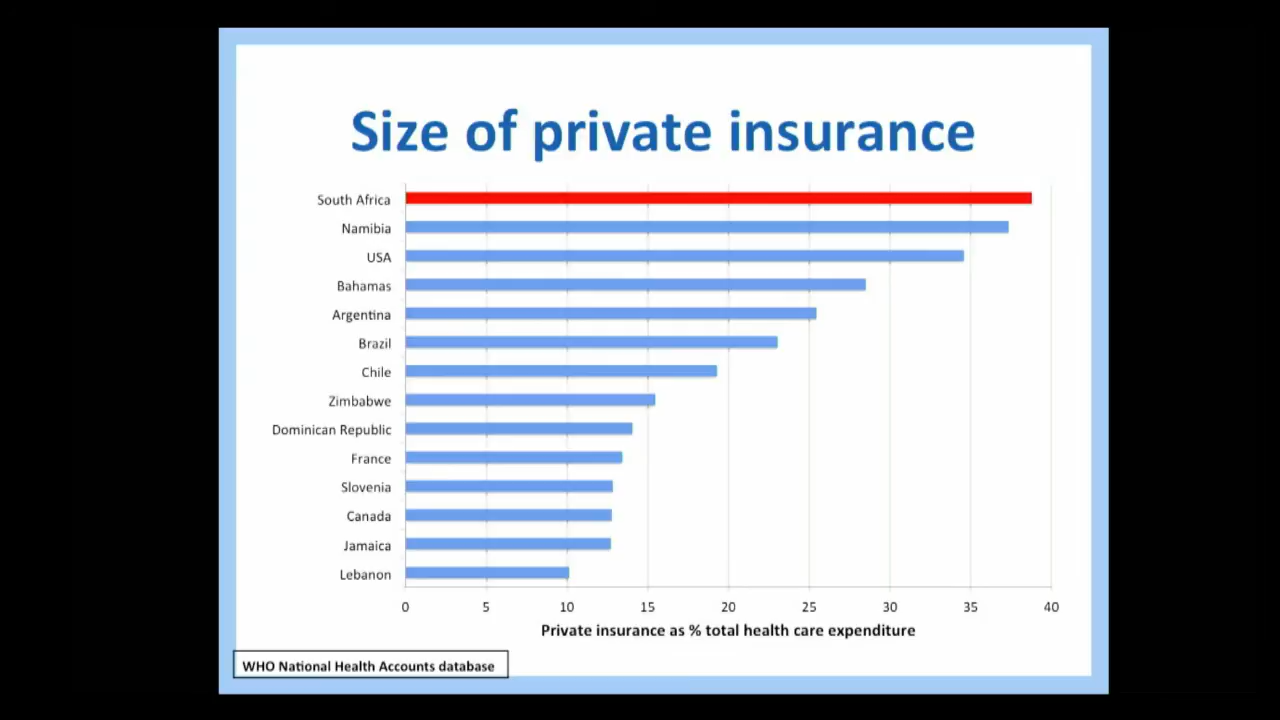 Size of private insurance
South Africa
Namibia
USA
Bahamas
Argentina
Brazil
Chile
Zimbabwe
Dominican Republic
France
Slovenia
Canada
Jamaica
Lebanon
0 5 10 15 20 25 30 35 40
Private insurance as % total health care expenditure
WHO National Health Accounts database